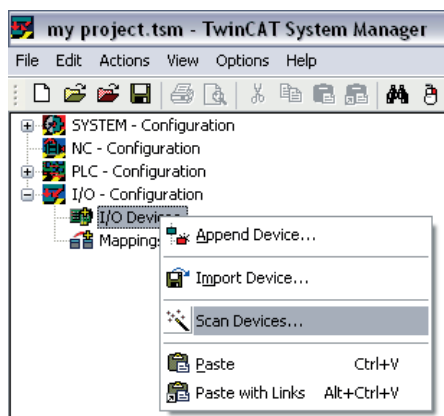 my project.tsm - TwinCAT System Manager
File Edit Actions View Options Help
SYSTEM - Configuration
NC - Configuration
PLC - Configuration
I/O - Configuration
I/O Devices
Mappings
Append Device...
Import Device...
Scan Devices...
Paste Ctrl+V
Paste with Links Alt+Ctrl+V